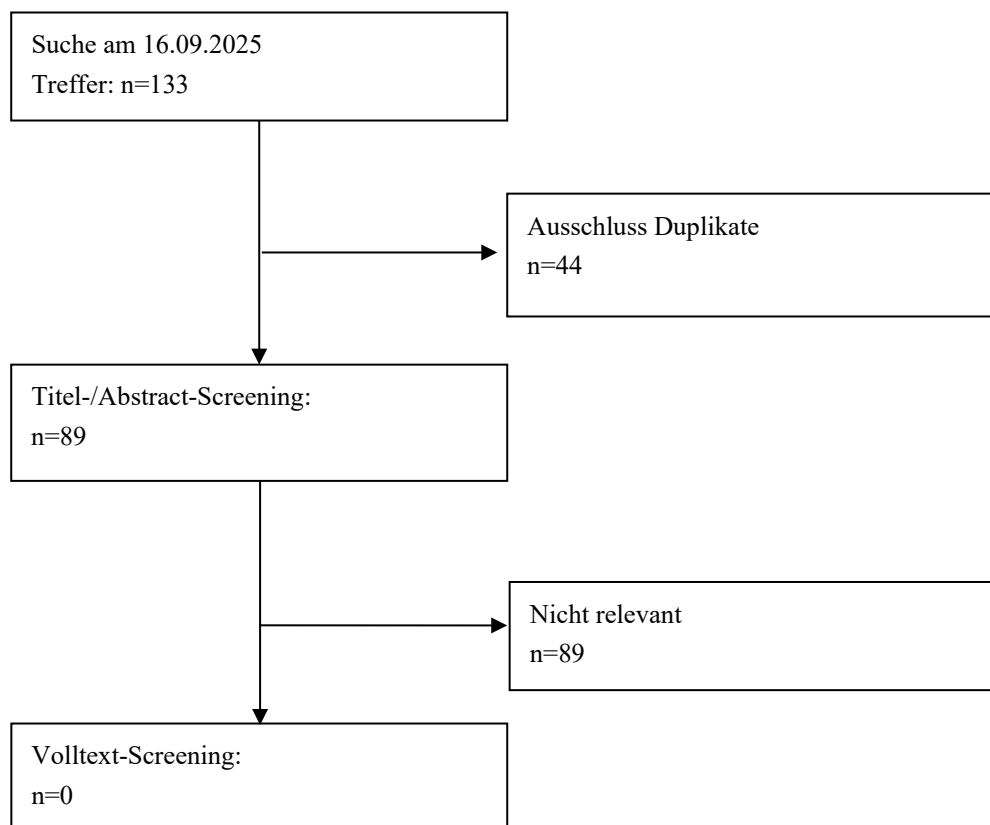 Suche am 16.09.2025
Treffer: n=133
Ausschluss Duplikate
n=44
Titel-/Abstract-Screening:
n=89
Nicht relevant
n=89
Volltext-Screening:
n=0